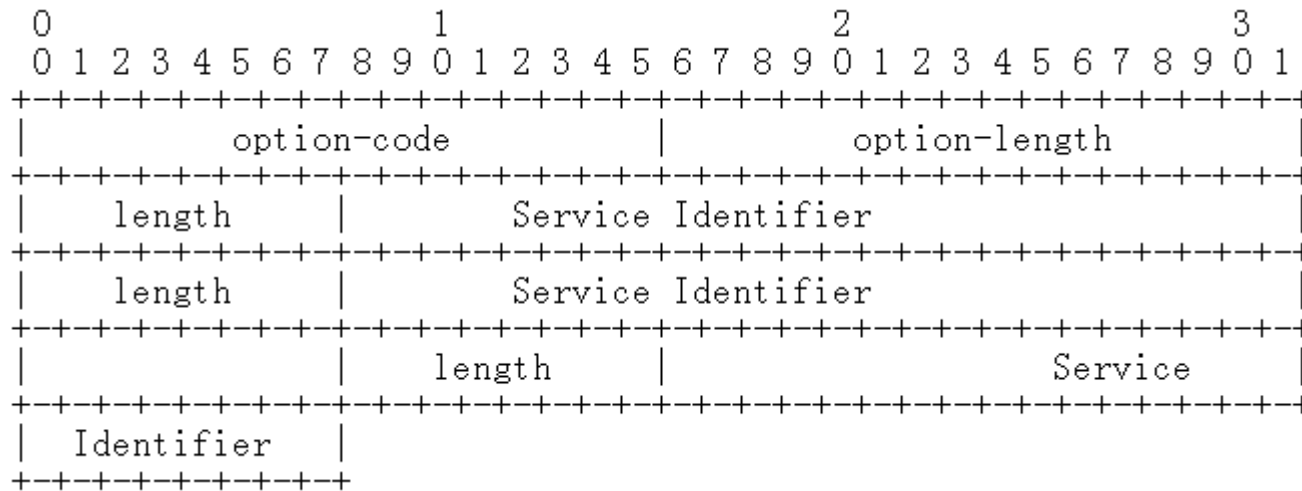 0                   1                   2                   3
0 1 2 3 4 5 6 7 8 9 0 1 2 3 4 5 6 7 8 9 0 1 2 3 4 5 6 7 8 9 0 1
+-+-+-+-+-+-+-+-+-+-+-+-+-+-+-+-+-+-+-+-+-+-+-+-+-+-+-+-+-+-+-+-+
|          option-code          |         option-length         |
+-+-+-+-+-+-+-+-+-+-+-+-+-+-+-+-+-+-+-+-+-+-+-+-+-+-+-+-+-+-+-+-+
|    length     |        Service Identifier                     |
+-+-+-+-+-+-+-+-+-+-+-+-+-+-+-+-+-+-+-+-+-+-+-+-+-+-+-+-+-+-+-+-+
|    length     |        Service Identifier                     |
+-+-+-+-+-+-+-+-+-+-+-+-+-+-+-+-+-+-+-+-+-+-+-+-+-+-+-+-+-+-+-+-+
|               |    length     |                   Service     |
+-+-+-+-+-+-+-+-+-+-+-+-+-+-+-+-+-+-+-+-+-+-+-+-+-+-+-+-+-+-+-+-+
|  Identifier   |
+-+-+-+-+-+-+-+-+